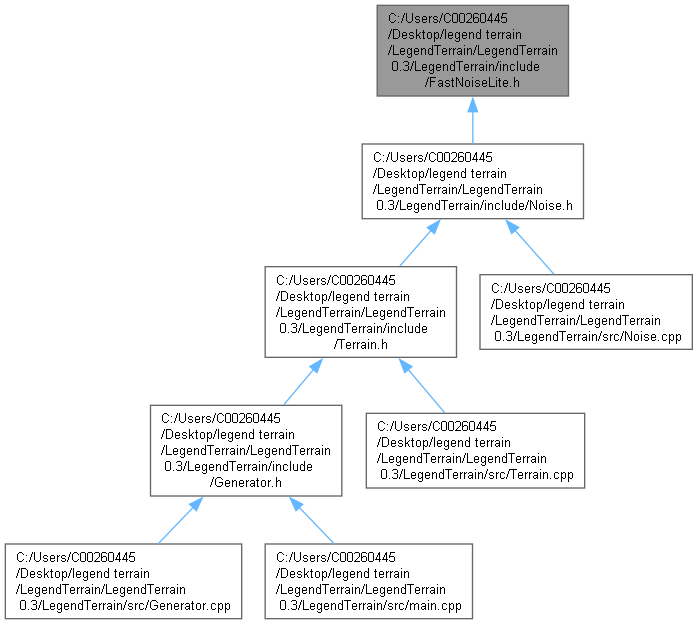 C:/Users/C00260445
/Desktop/legend terrain
/LegendTerrain/LegendTerrain
0.3/LegendTerrain/include
/FastNoiseLite.h
C:/Users/C00260445
/Desktop/legend terrain
/LegendTerrain/LegendTerrain
0.3/LegendTerrain/include/Noise.h
C:/Users/C00260445
/Desktop/legend terrain
/LegendTerrain/LegendTerrain
0.3/LegendTerrain/include
/Terrain.h
C:/Users/C00260445
/Desktop/legend terrain
/LegendTerrain/LegendTerrain
0.3/LegendTerrain/src/Noise.cpp
C:/Users/C00260445
/Desktop/legend terrain
/LegendTerrain/LegendTerrain
0.3/LegendTerrain/include
/Generator.h
C:/Users/C00260445
/Desktop/legend terrain
/LegendTerrain/LegendTerrain
0.3/LegendTerrain/src/Terrain.cpp
C:/Users/C00260445
/Desktop/legend terrain
/LegendTerrain/LegendTerrain
0.3/LegendTerrain/src/Generator.cpp
C:/Users/C00260445
/Desktop/legend terrain
/LegendTerrain/LegendTerrain
0.3/LegendTerrain/src/main.cpp